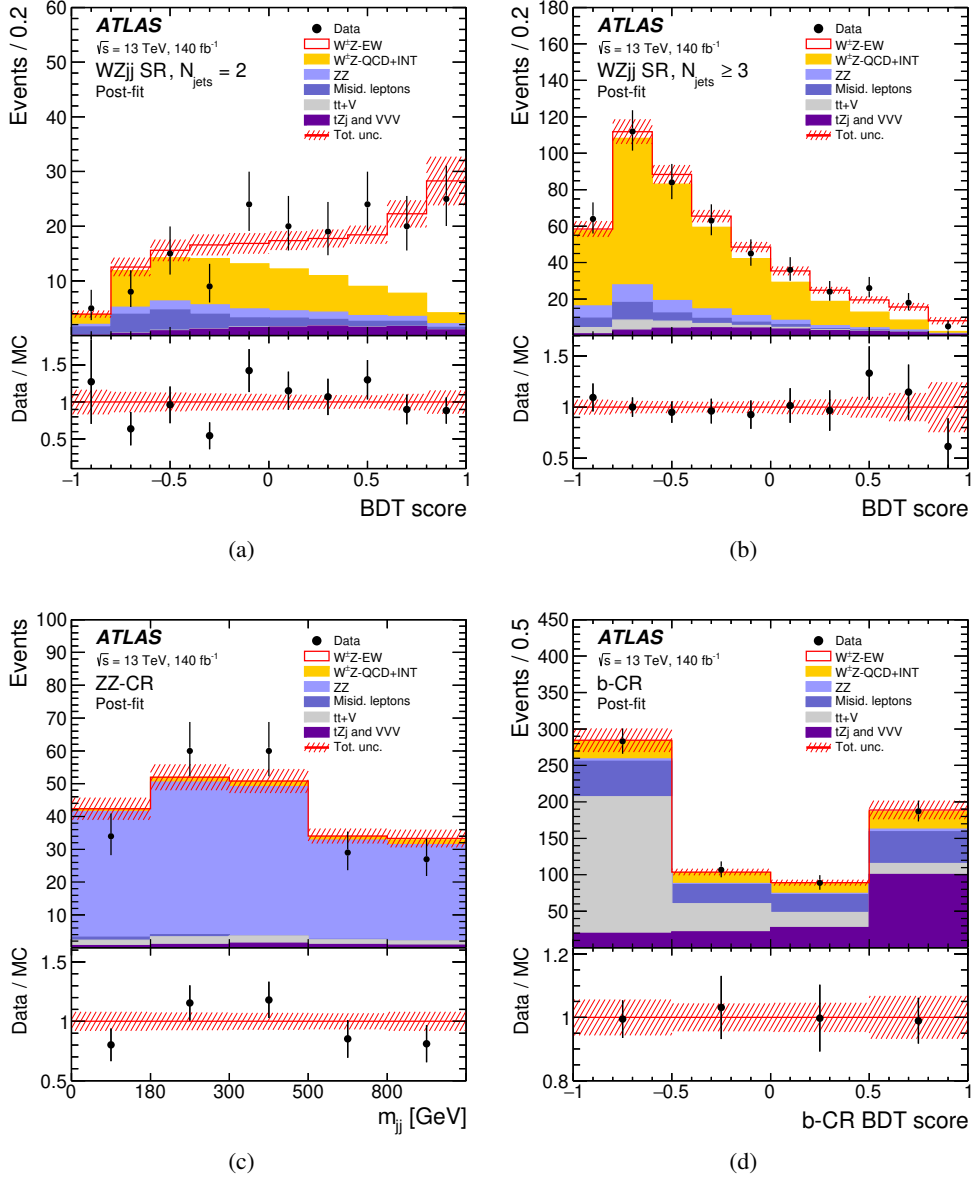 Events / 0.2
60
50
40
30
20
10
ATLAS
√s = 13 TeV, 140 fb⁻¹
WZjj SR, N_jets = 2
Post-fit
Data
W±Z-EW
W±Z-QCD+INT
ZZ
Misid. leptons
tt+V
tZj and VVV
Tot. unc.
Data / MC
1.5
1
0.5
−1 −0.5 0 0.5 1
BDT score
(a)
Events / 0.2
180
160
140
120
100
80
60
40
20
ATLAS
√s = 13 TeV, 140 fb⁻¹
WZjj SR, N_jets ≥ 3
Post-fit
Data
W±Z-EW
W±Z-QCD+INT
ZZ
Misid. leptons
tt+V
tZj and VVV
Tot. unc.
Data / MC
1.5
1
0.5
−1 −0.5 0 0.5 1
BDT score
(b)
Events
100
90
80
70
60
50
40
30
20
10
ATLAS
√s = 13 TeV, 140 fb⁻¹
ZZ-CR
Post-fit
Data
W±Z-EW
W±Z-QCD+INT
ZZ
Misid. leptons
tt+V
tZj and VVV
Tot. unc.
Data / MC
1.5
1
0.5
0 180 300 500 800
m_jj [GeV]
(c)
Events / 0.5
450
400
350
300
250
200
150
100
50
ATLAS
√s = 13 TeV, 140 fb⁻¹
b-CR
Post-fit
Data
W±Z-EW
W±Z-QCD+INT
ZZ
Misid. leptons
tt+V
tZj and VVV
Tot. unc.
Data / MC
1.2
1.0
0.8
−1 −0.5 0 0.5 1
b-CR BDT score
(d)